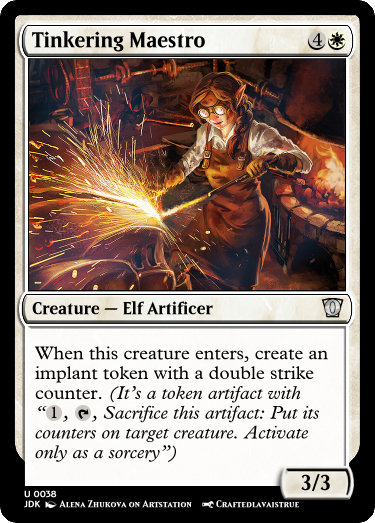 Tinkering Maestro 4
Creature — Elf Artificer
When this creature enters, create an
implant token with a double strike
counter. (It's a token artifact with
“1, T, Sacrifice this artifact: Put its
counters on target creature. Activate
only as a sorcery”)
3/3
U 0038
JDK Alena Zhukova on Artstation Craftedlavaistrue